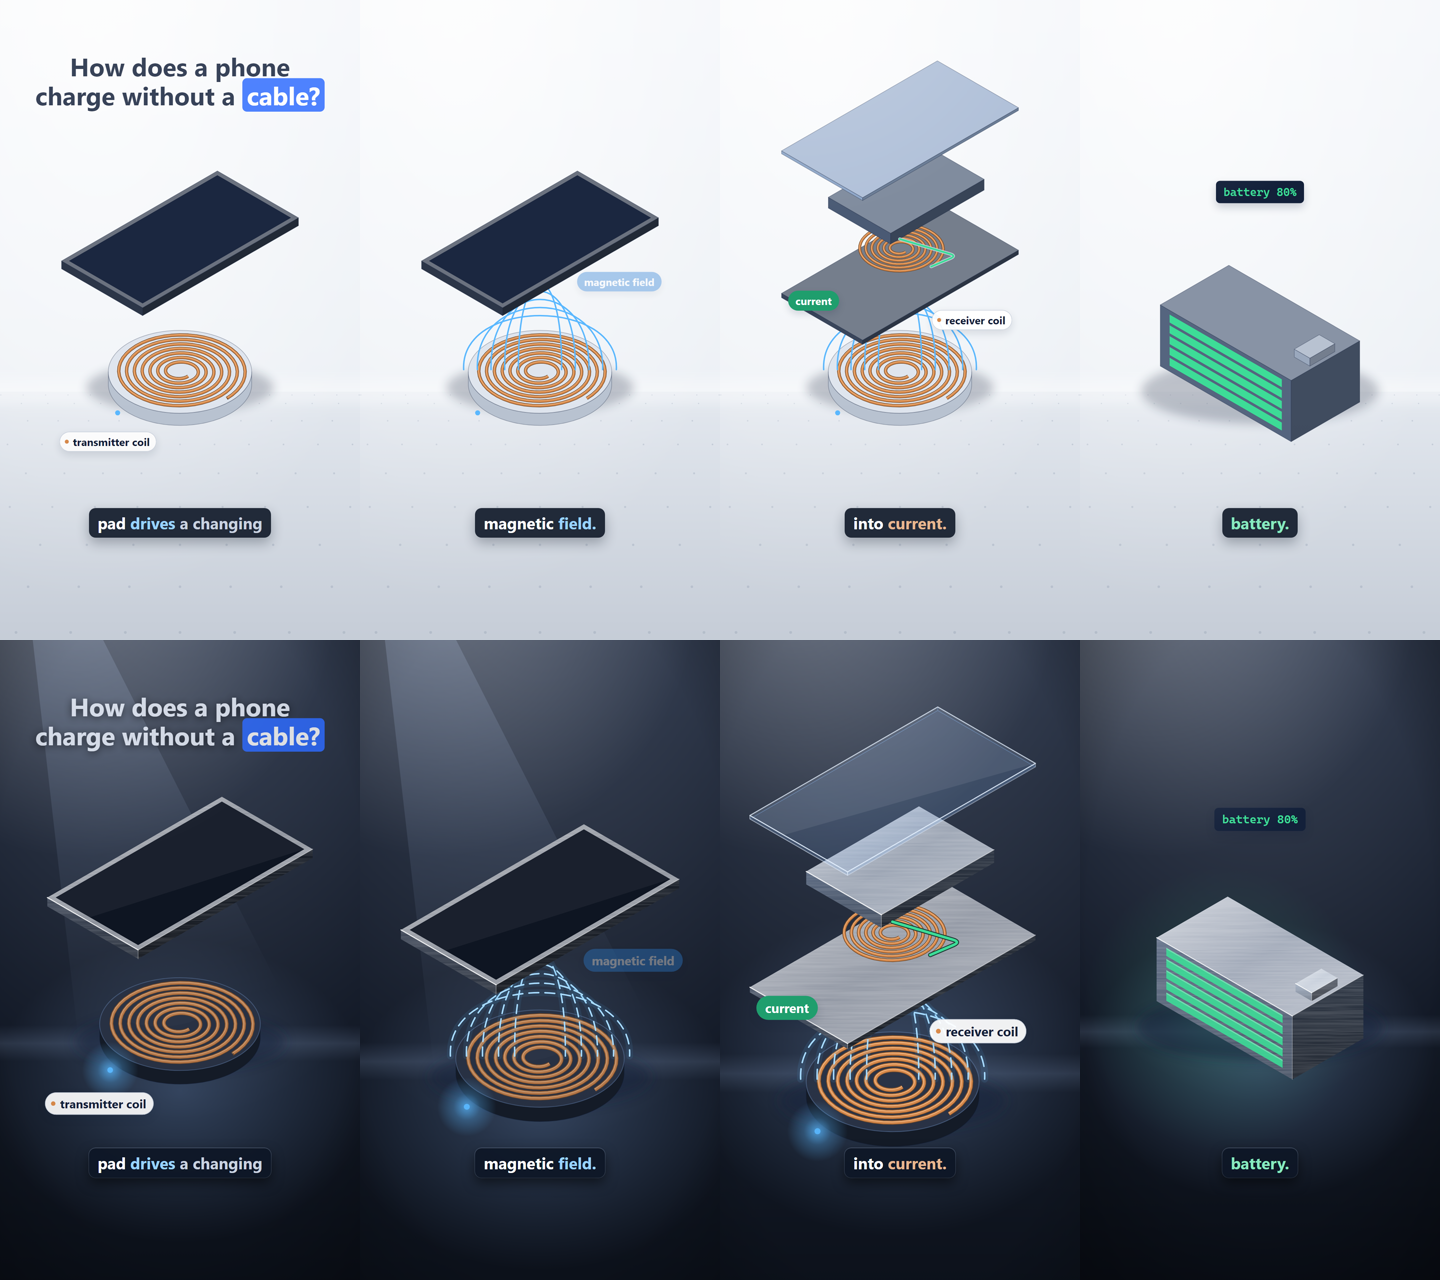 How does a phone
charge without a cable?
transmitter coil
pad drives a changing
magnetic field
magnetic field.
current
receiver coil
into current.
battery 80%
battery.
How does a phone
charge without a cable?
transmitter coil
pad drives a changing
magnetic field
magnetic field.
current
receiver coil
into current.
battery 80%
battery.